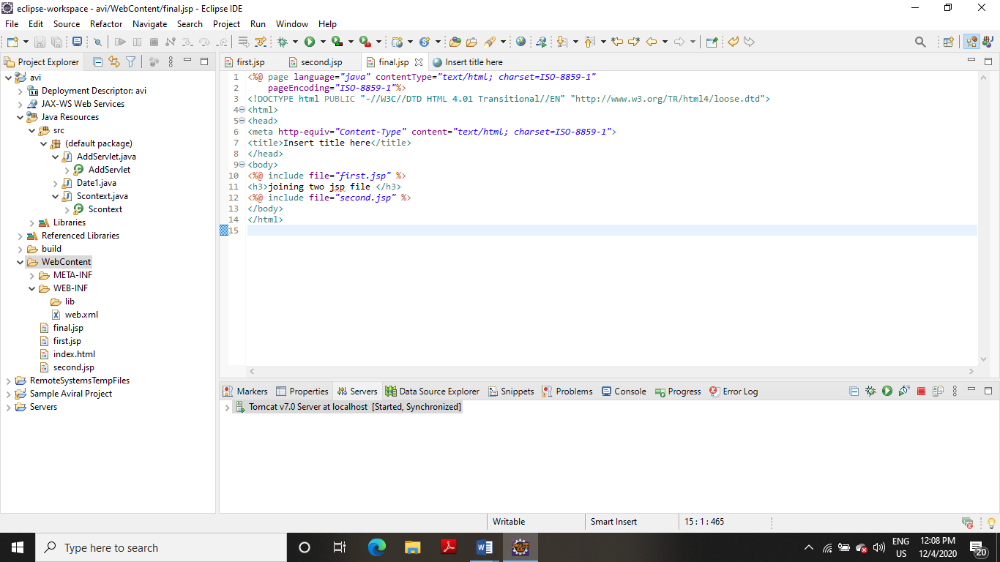 eclipse-workspace - avi/WebContent/final.jsp - Eclipse IDE
File Edit Source Refactor Navigate Search Project Run Window Help
Project Explorer
avi
Deployment Descriptor: avi
3.0
JAX-WS Web Services
Java Resources
src
(default package)
AddServlet.java
AddServlet
Date1.java
Scontext.java
Scontext
Libraries
Referenced Libraries
build
WebContent
META-INF
WEB-INF
lib
web.xml
final.jsp
first.jsp
index.html
second.jsp
RemoteSystemsTempFiles
Sample Aviral Project
Servers
first.jsp second.jsp final.jsp Insert title here
1 <%@ page language="java" contentType="text/html; charset=ISO-8859-1"
2 pageEncoding="ISO-8859-1"%>
3 <!DOCTYPE html PUBLIC "-//W3C//DTD HTML 4.01 Transitional//EN" "http://www.w3.org/TR/html4/loose.dtd">
4 <html>
5 <head>
6 <meta http-equiv="Content-Type" content="text/html; charset=ISO-8859-1">
7 <title>Insert title here</title>
8 </head>
9 <body>
10 <%@ include file="first.jsp" %>
11 <h3>joining two jsp file </h3>
12 <%@ include file="second.jsp" %>
13 </body>
14 </html>
15
Markers Properties Servers Data Source Explorer Snippets Problems Console Progress Error Log
Tomcat v7.0 Server at localhost [Started, Synchronized]
Writable Smart Insert 15 : 1 : 465
Type here to search
ENG
US
12:08 PM
12/4/2020
20